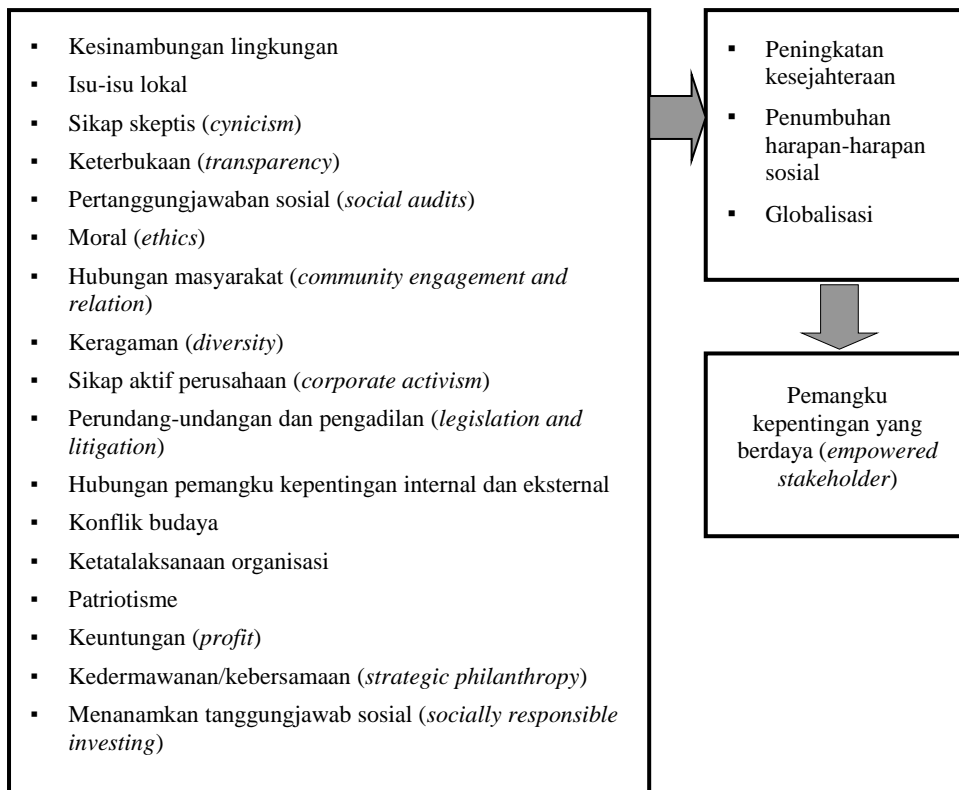 ▪ Kesinambungan lingkungan
▪ Isu-isu lokal
▪ Sikap skeptis (cynicism)
▪ Keterbukaan (transparency)
▪ Pertanggungjawaban sosial (social audits)
▪ Moral (ethics)
▪ Hubungan masyarakat (community engagement and
relation)
▪ Keragaman (diversity)
▪ Sikap aktif perusahaan (corporate activism)
▪ Perundang-undangan dan pengadilan (legislation and
litigation)
▪ Hubungan pemangku kepentingan internal dan eksternal
▪ Konflik budaya
▪ Ketatalaksanaan organisasi
▪ Patriotisme
▪ Keuntungan (profit)
▪ Kedermawanan/kebersamaan (strategic philanthropy)
▪ Menanamkan tanggungjawab sosial (socially responsible
investing)
▪ Peningkatan
kesejahteraan
▪ Penumbuhan
harapan-harapan
sosial
▪ Globalisasi
Pemangku
kepentingan yang
berdaya (empowered
stakeholder)